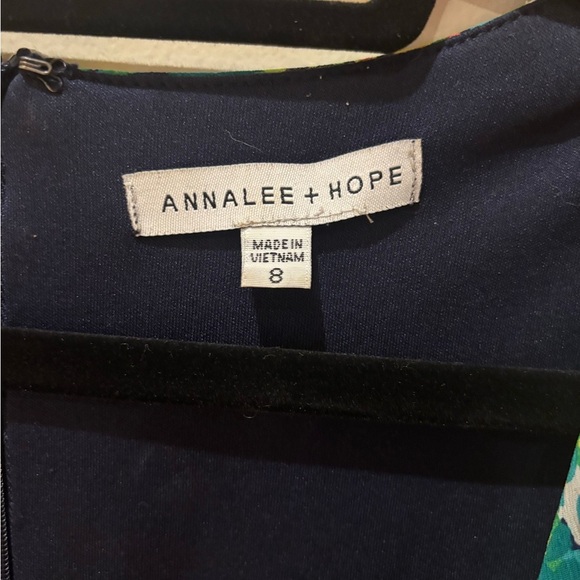 ANNALEE + HOPE
MADE IN
VIETNAM
8